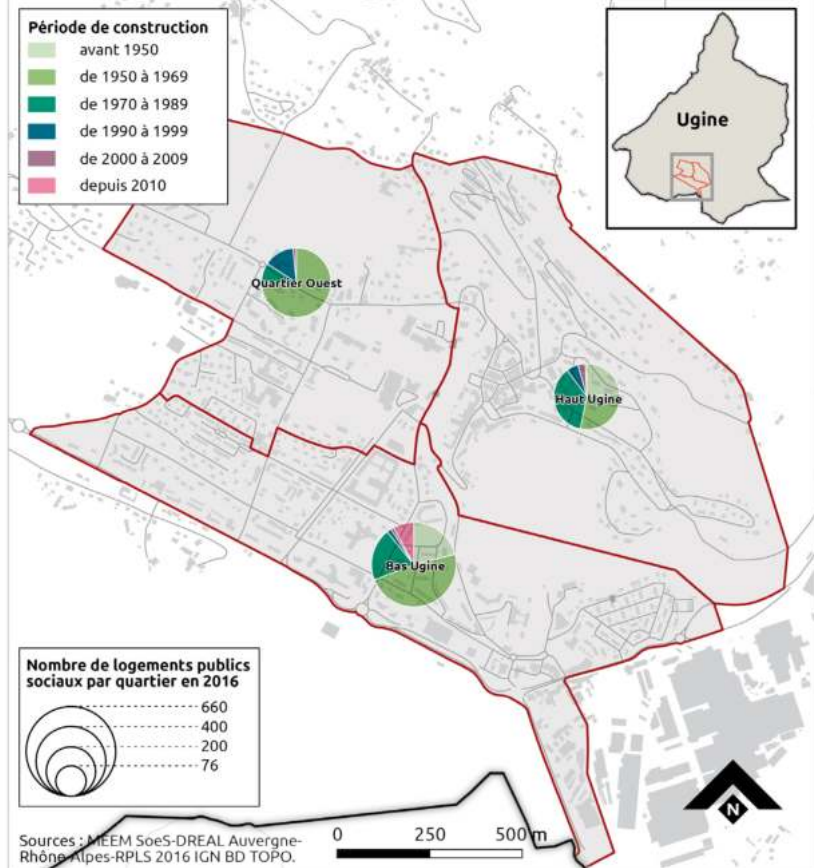 Période de construction
avant 1950
de 1950 à 1969
de 1970 à 1989
de 1990 à 1999
de 2000 à 2009
depuis 2010
Ugine
Quartier Ouest
Haut Ugine
Bas Ugine
Nombre de logements publics
sociaux par quartier en 2016
660
400
200
76
Sources : MEEM SoeS-DREAL Auvergne-
Rhône-Alpes-RPLS 2016 IGN BD TOPO.
0 250 500 m
N